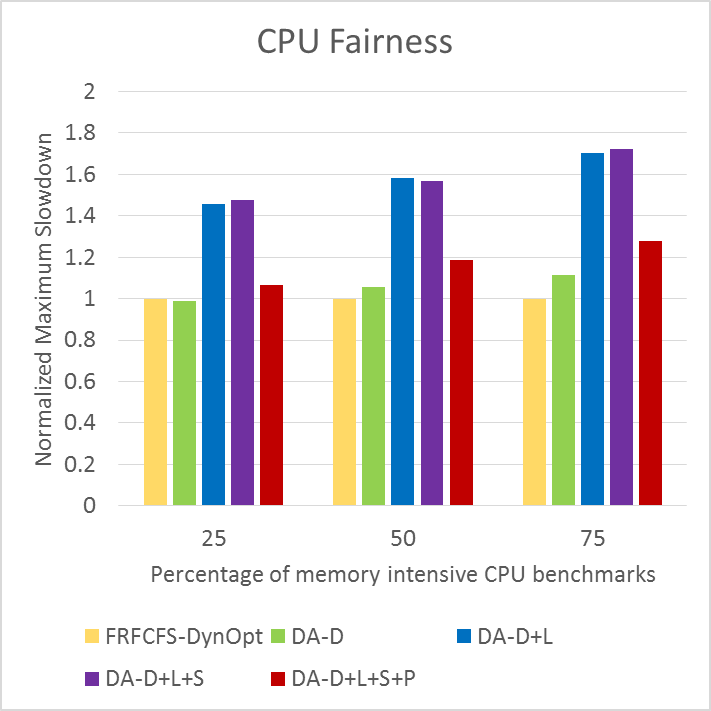 CPU Fairness
Normalized Maximum Slowdown
2
1.8
1.6
1.4
1.2
1
0.8
0.6
0.4
0.2
0
25 50 75
Percentage of memory intensive CPU benchmarks
FRFCFS-DynOpt DA-D DA-D+L
DA-D+L+S DA-D+L+S+P